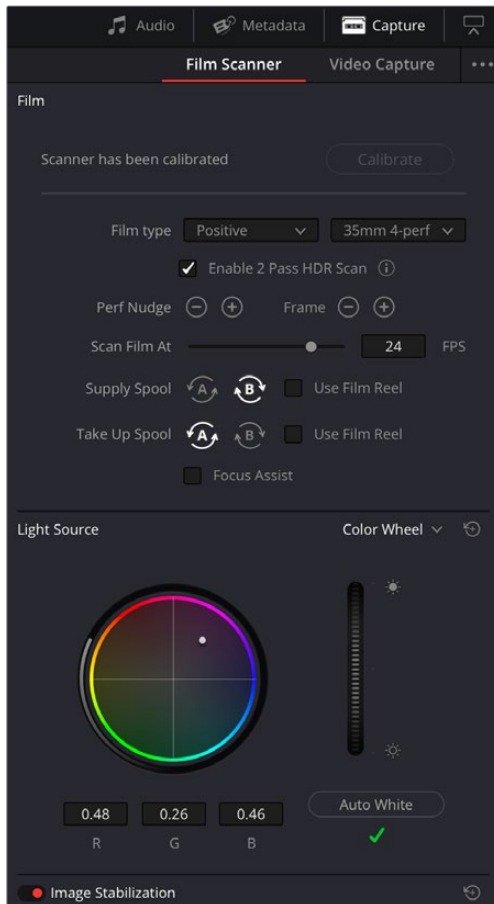 Audio Metadata Capture
Film Scanner Video Capture
Film
Scanner has been calibrated Calibrate
Film type Positive 35mm 4-perf
Enable 2 Pass HDR Scan
Perf Nudge Frame
Scan Film At 24 FPS
Supply Spool A B Use Film Reel
Take Up Spool A B Use Film Reel
Focus Assist
Light Source Color Wheel
Auto White
0.48 0.26 0.46
R G B
Image Stabilization